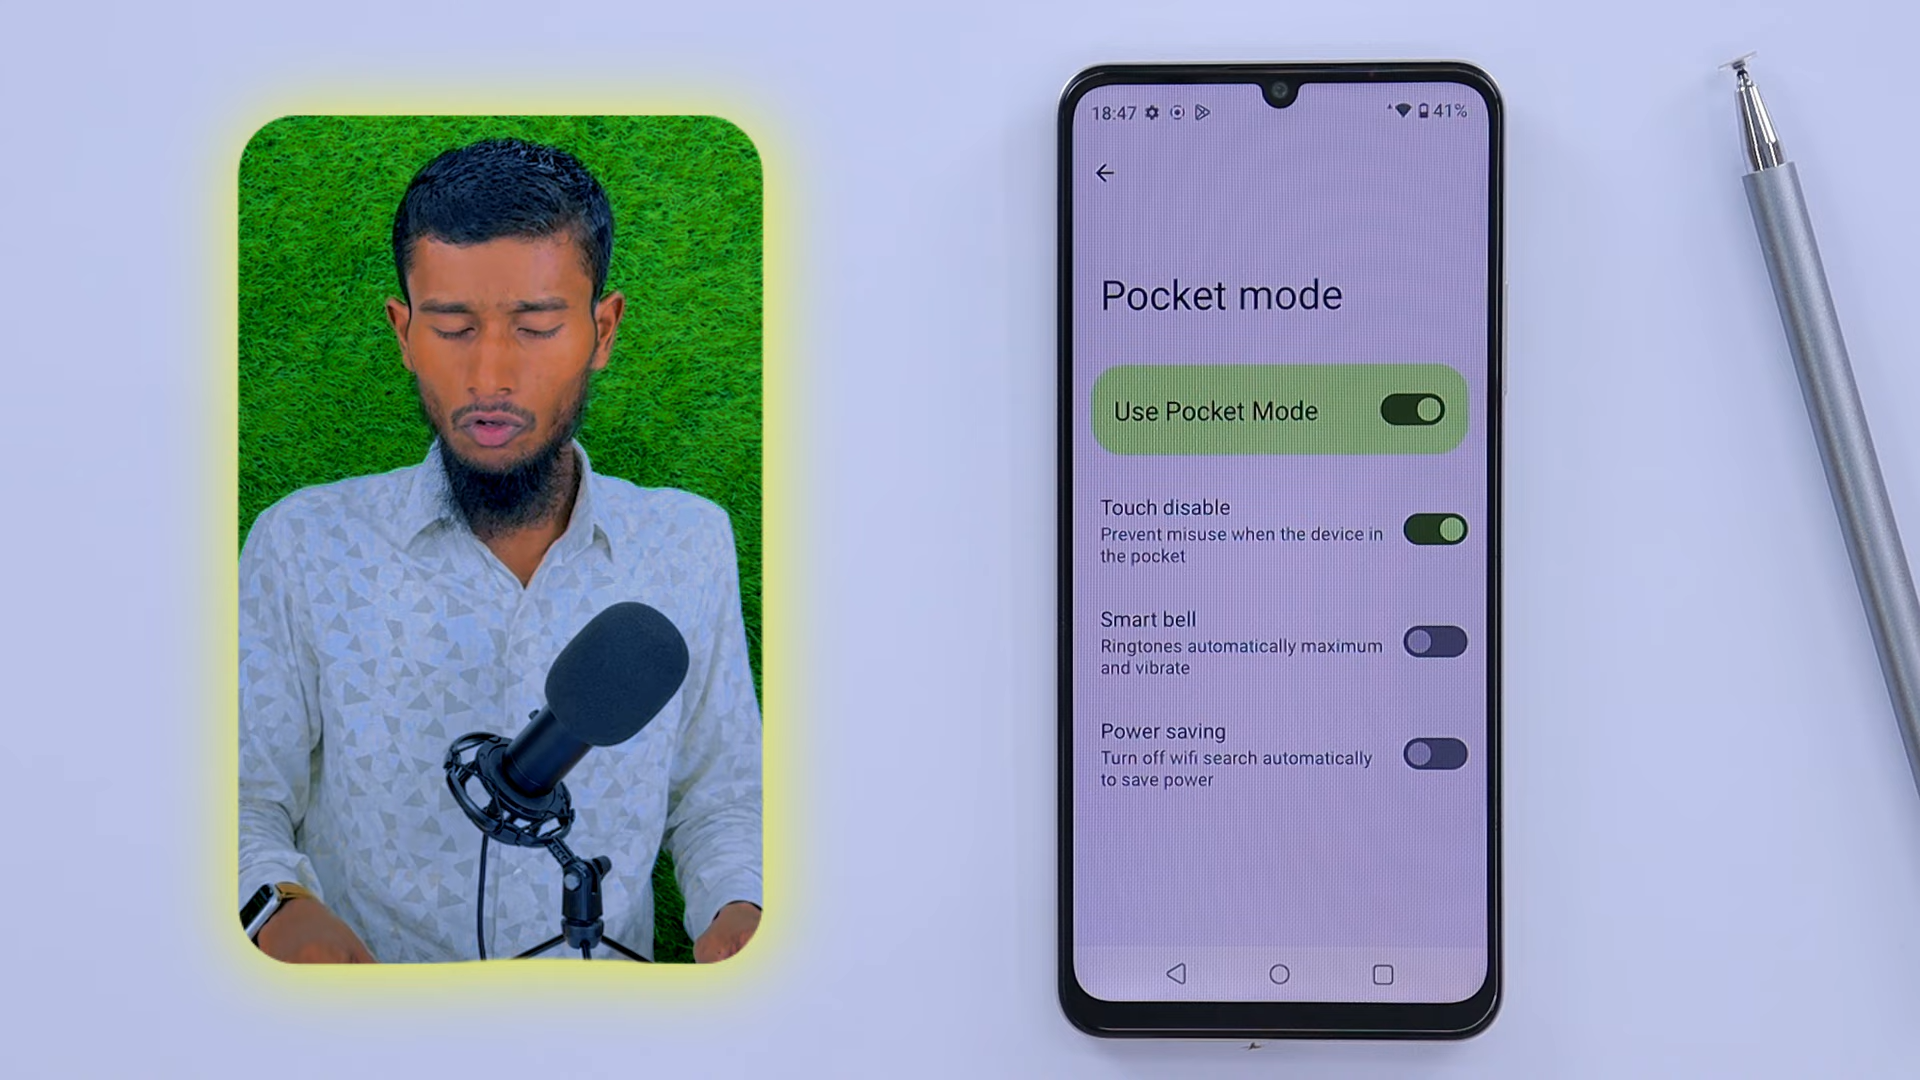 18:47
41%
Pocket mode
Use Pocket Mode
Touch disable
Prevent misuse when the device in
the pocket
Smart bell
Ringtones automatically maximum
and vibrate
Power saving
Turn off wifi search automatically
to save power